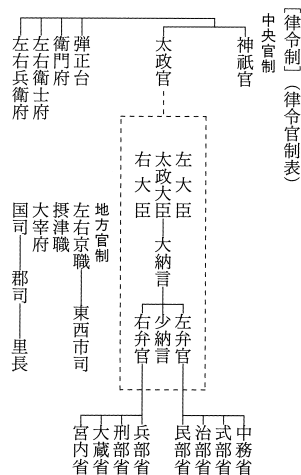 ［律令制］（律令官制表）
中央官制
神祇官
太政官
弾正台
衛門府
左右衛士府
左右兵衛府
左大臣
太政大臣
右大臣
大納言
左弁官
少納言
右弁官
中務省
式部省
治部省
民部省
兵部省
刑部省
大蔵省
宮内省
地方官制
左右京職 東西市司
摂津職
大宰府
国司 郡司 里長